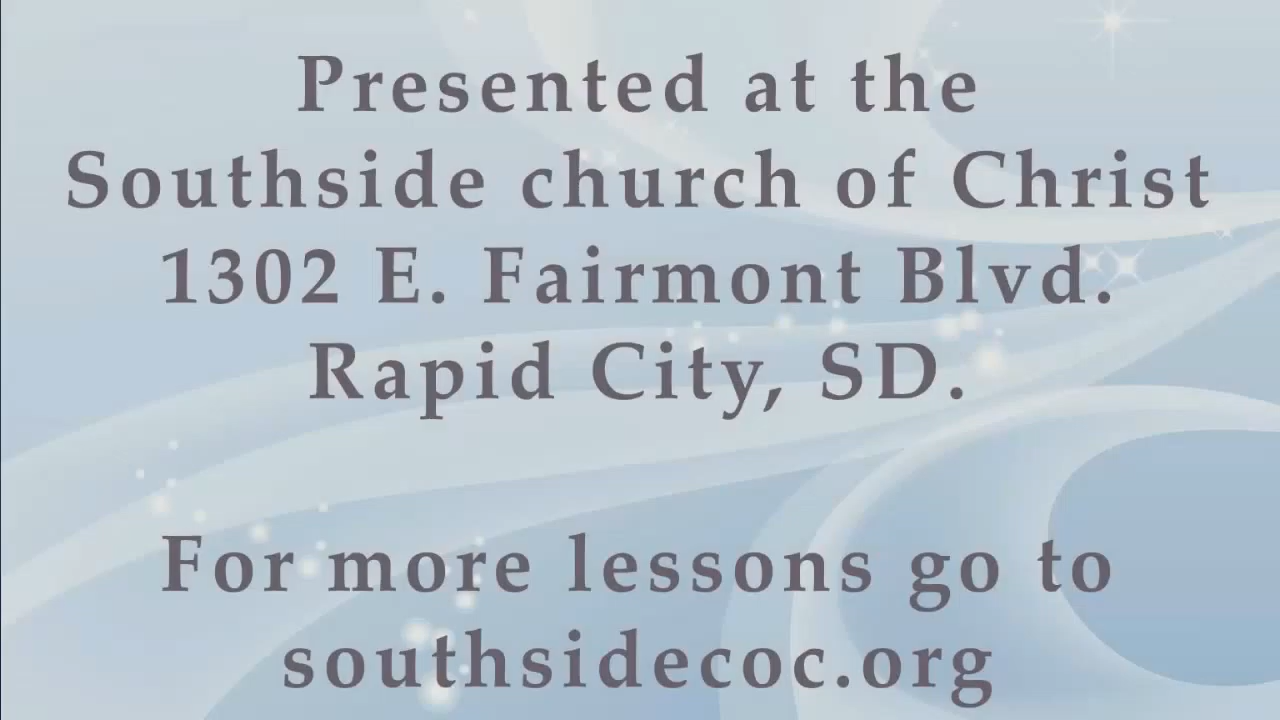 Presented at the
Southside church of Christ
1302 E. Fairmont Blvd.
Rapid City, SD.
For more lessons go to
southsidecoc.org